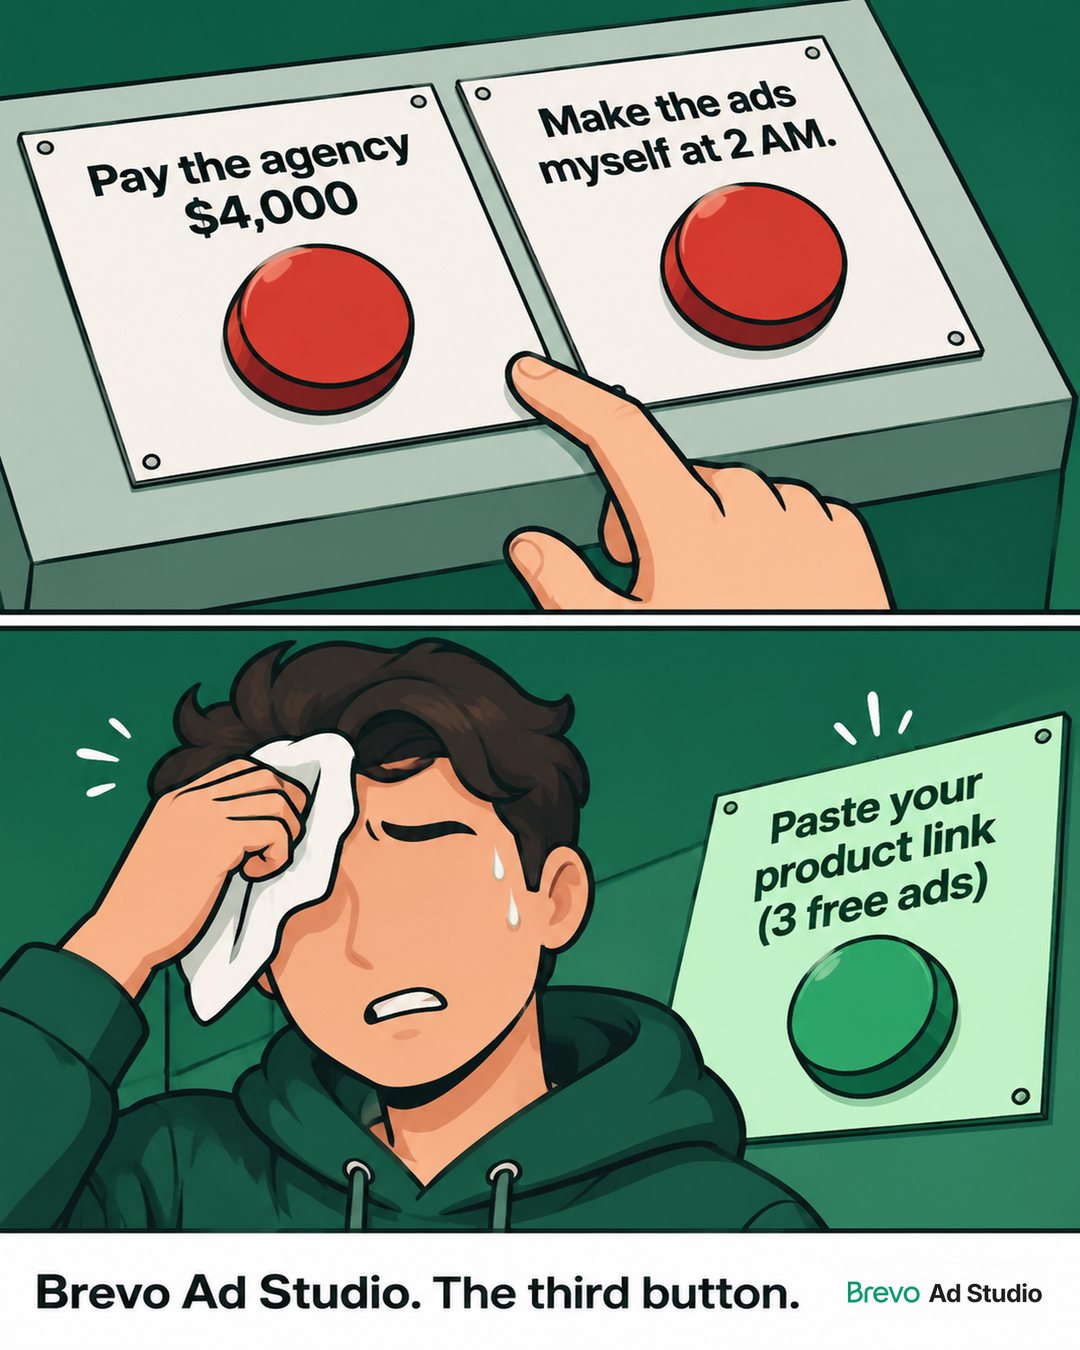 Pay the agency
$4,000
Make the ads
myself at 2 AM.
Paste your
product link
(3 free ads)
Brevo Ad Studio. The third button.
Brevo Ad Studio